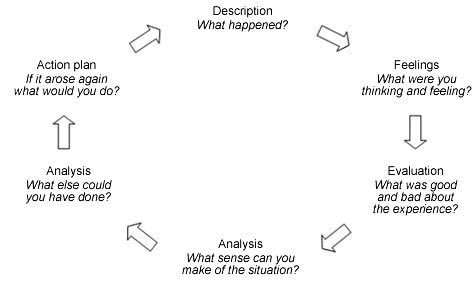 Description
What happened?
Feelings
What were you
thinking and feeling?
Evaluation
What was good
and bad about
the experience?
Analysis
What sense can you
make of the situation?
Analysis
What else could
you have done?
Action plan
If it arose again
what would you do?